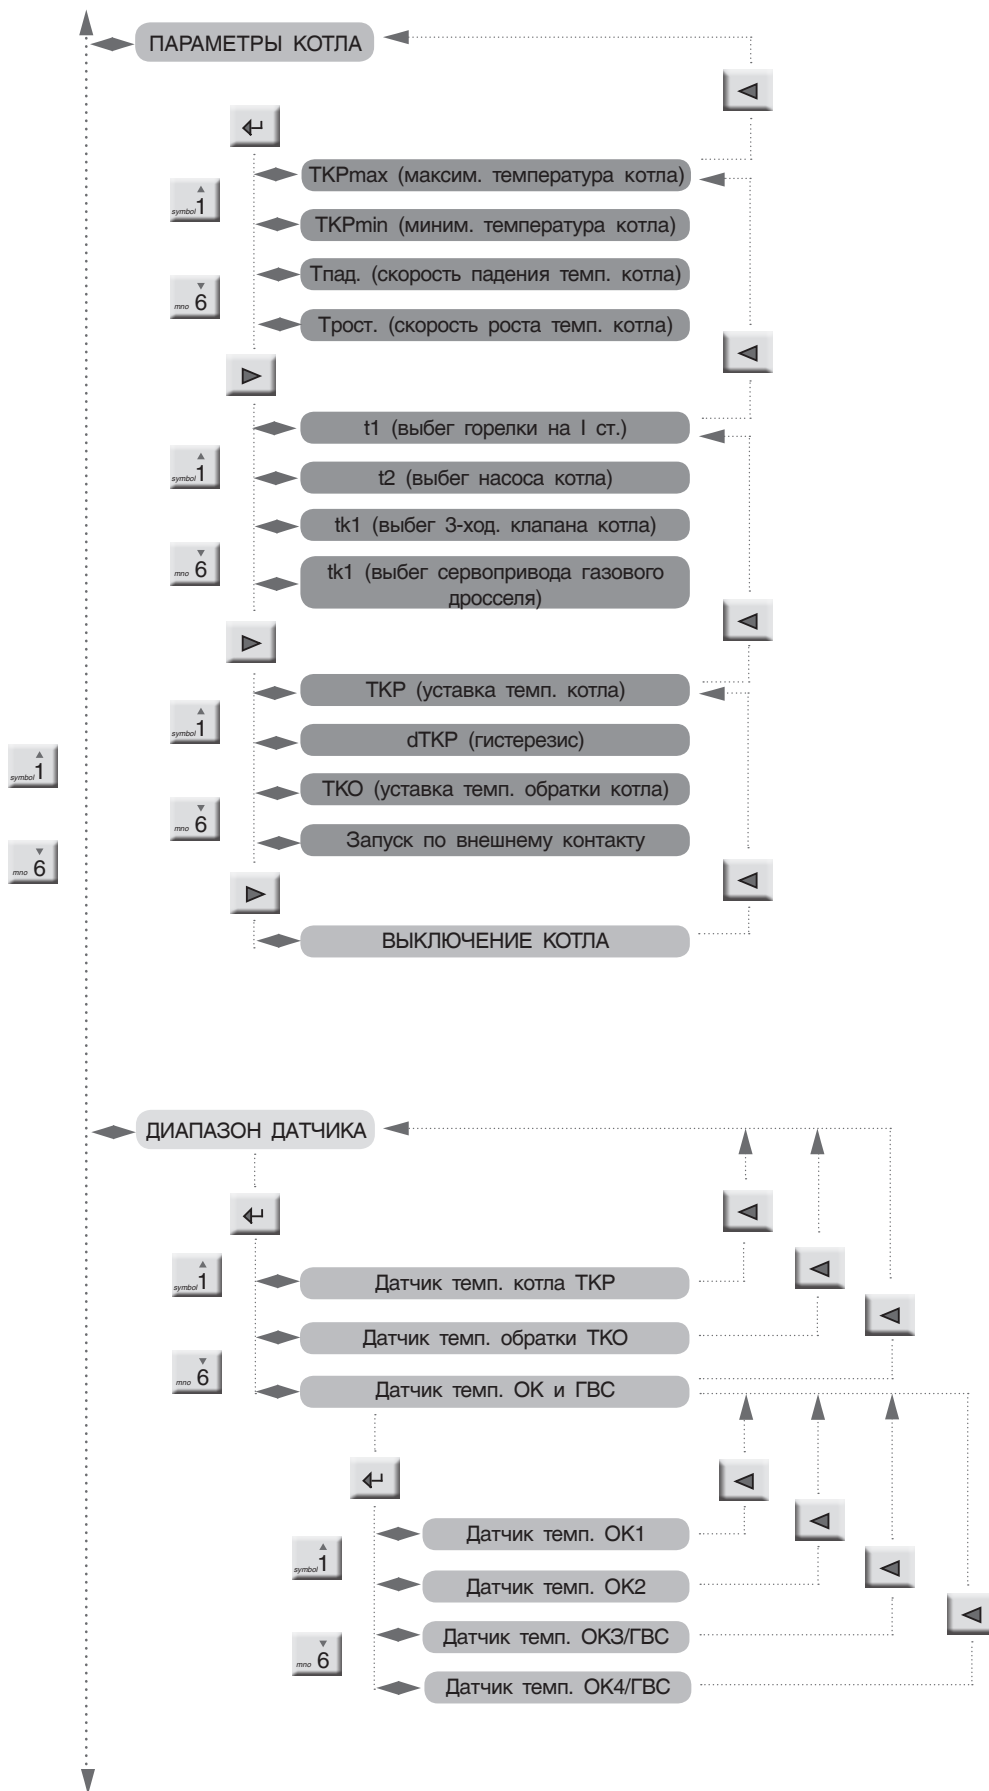 ПАРАМЕТРЫ КОТЛА
TKPmax (максим. температура котла)
symbol 1
TKPmin (миним. температура котла)
Тпад. (скорость падения темп. котла)
mno 6
Трост. (скорость роста темп. котла)
t1 (выбег горелки на I ст.)
symbol 1
t2 (выбег насоса котла)
tk1 (выбег 3-ход. клапана котла)
mno 6
tk1 (выбег сервопривода газового
дросселя)
ТКР (уставка темп. котла)
symbol 1
dTKP (гистерезис)
symbol 1
ТКО (уставка темп. обратки котла)
mno 6
Запуск по внешнему контакту
mno 6
ВЫКЛЮЧЕНИЕ КОТЛА
ДИАПАЗОН ДАТЧИКА
symbol 1
Датчик темп. котла ТКР
Датчик темп. обратки ТКО
mno 6
Датчик темп. ОК и ГВС
Датчик темп. ОК1
symbol 1
Датчик темп. ОК2
Датчик темп. ОК3/ГВС
mno 6
Датчик темп. ОК4/ГВС